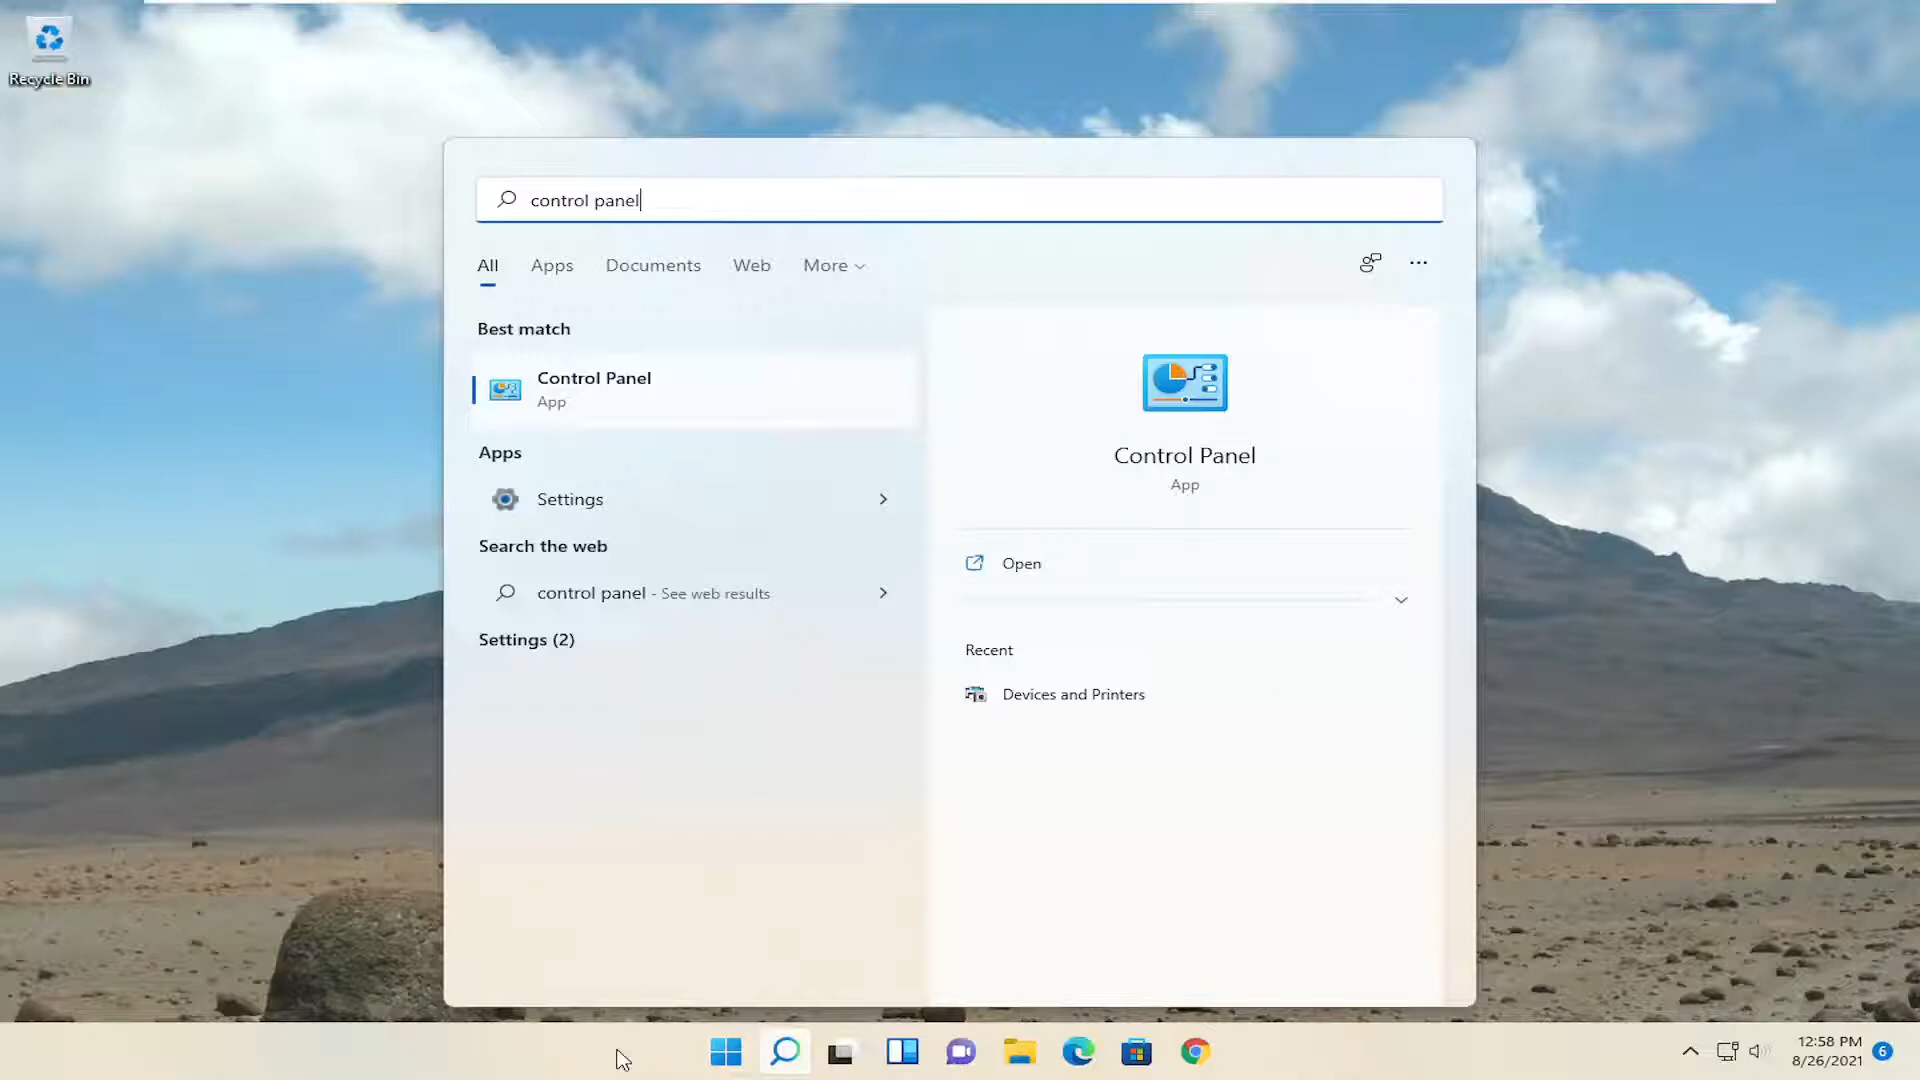 Recycle Bin
control panel
All Apps Documents Web More
Best match
Control Panel
App
Apps
Settings
Search the web
control panel - See web results
Settings (2)
Control Panel
App
Open
Recent
Devices and Printers
12:58 PM
8/26/2021
6